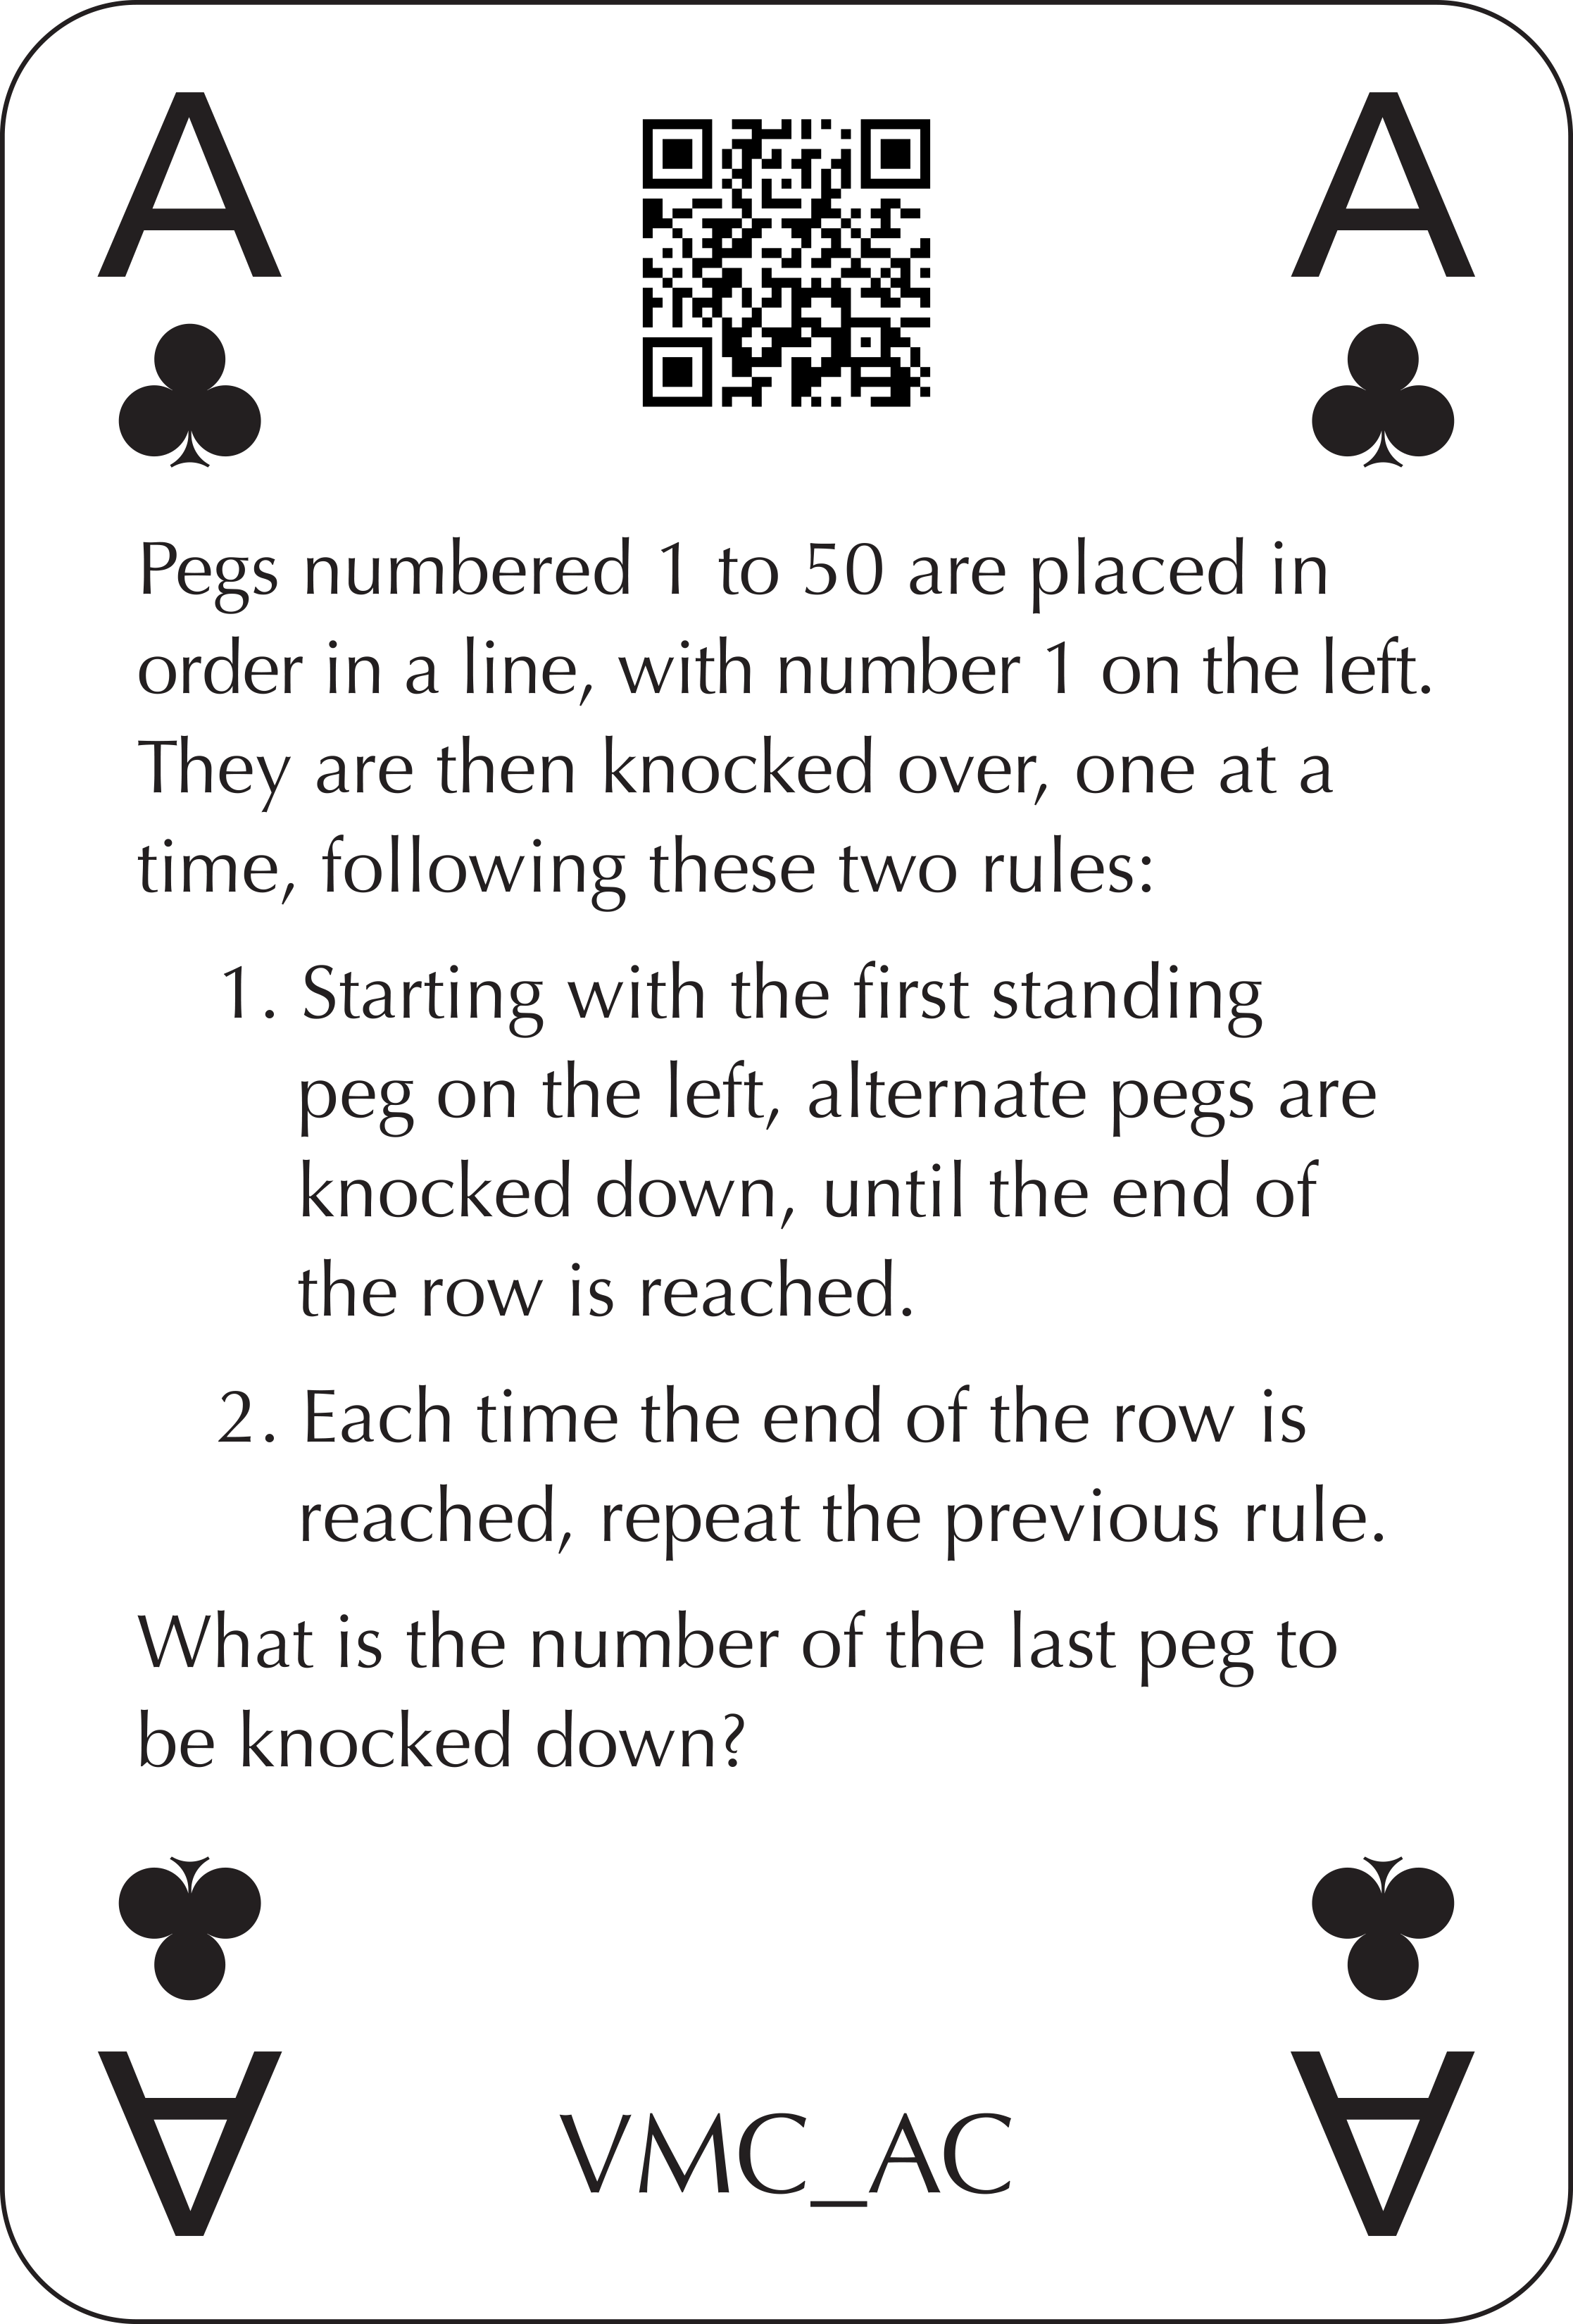 A A
Pegs numbered 1 to 50 are placed in
order in a line, with number 1 on the left.
They are then knocked over, one at a
time, following these two rules:
1. Starting with the first standing
peg on the left, alternate pegs are
knocked down, until the end of
the row is reached.
2. Each time the end of the row is
reached, repeat the previous rule.
What is the number of the last peg to
be knocked down?
A VMC_AC A